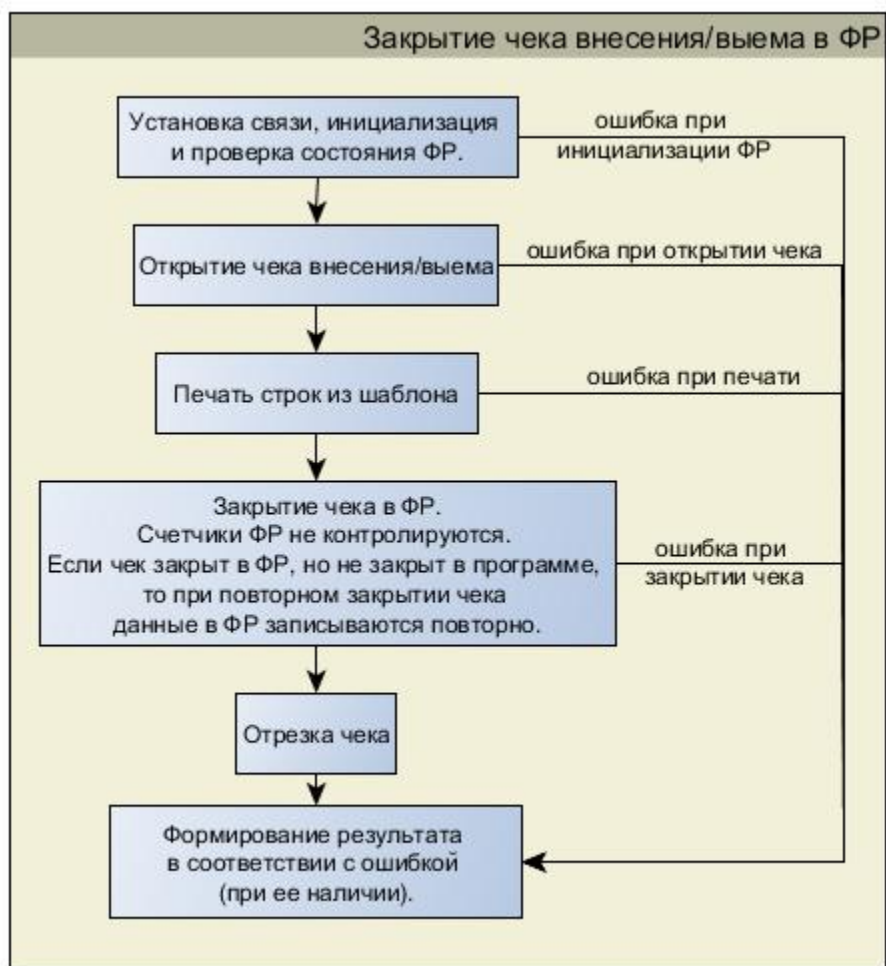 Закрытие чека внесения/выема в ФР
Установка связи, инициализация
и проверка состояния ФР.
ошибка при
инициализации ФР
Открытие чека внесения/выема
ошибка при открытии чека
Печать строк из шаблона
ошибка при печати
Закрытие чека в ФР.
Счетчики ФР не контролируются.
Если чек закрыт в ФР, но не закрыт в программе,
то при повторном закрытии чека
данные в ФР записываются повторно.
ошибка при
закрытии чека
Отрезка чека
Формирование результата
в соответствии с ошибкой
(при ее наличии).